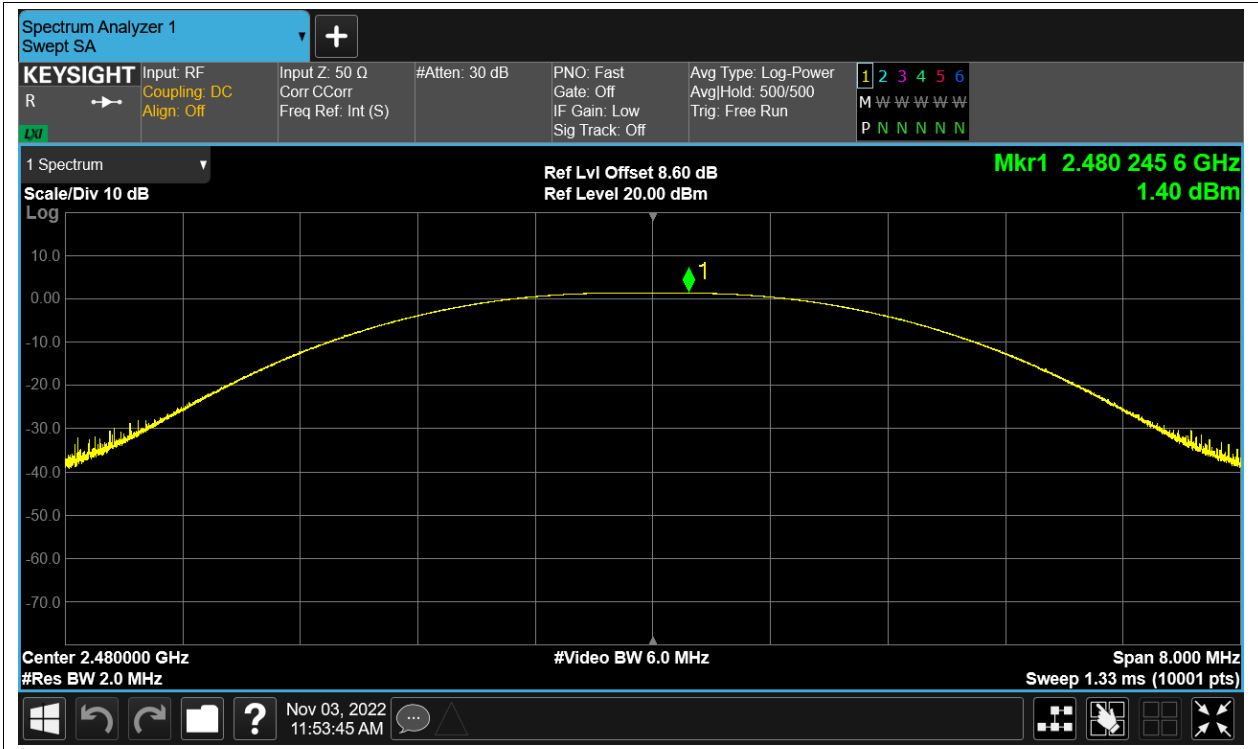 Spectrum Analyzer 1
Swept SA
+
KEYSIGHT
R
LXI
Input: RF
Coupling: DC
Align: Off
Input Z: 50 Ω
Corr CCorr
Freq Ref: Int (S)
#Atten: 30 dB
PNO: Fast
Gate: Off
IF Gain: Low
Sig Track: Off
Avg Type: Log-Power
Avg|Hold: 500/500
Trig: Free Run
1 2 3 4 5 6
M W W W W W W
P N N N N N N
1 Spectrum
Scale/Div 10 dB
Log
Ref Lvl Offset 8.60 dB
Ref Level 20.00 dBm
Mkr1 2.480 245 6 GHz
1.40 dBm
1
10.0
0.00
-10.0
-20.0
-30.0
-40.0
-50.0
-60.0
-70.0
Center 2.480000 GHz
#Res BW 2.0 MHz
#Video BW 6.0 MHz
Span 8.000 MHz
Sweep 1.33 ms (10001 pts)
?
Nov 03, 2022
11:53:45 AM